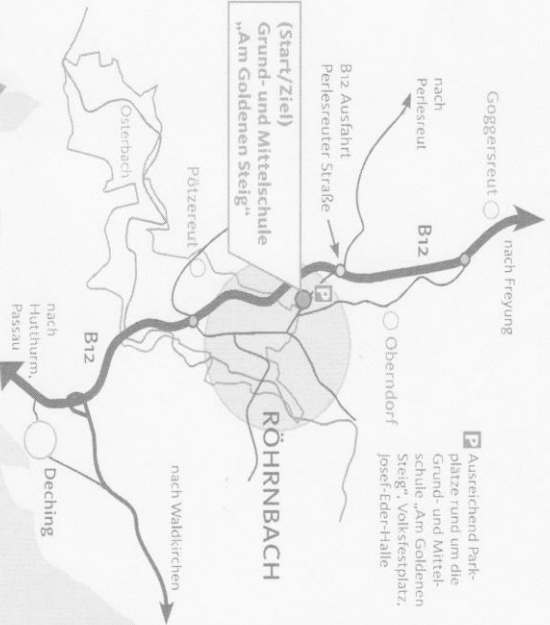 Goggersreut
nach Freyung
nach
Perlesreut
B12
B12 Ausfahrt
Perlesreuter Straße
Oberndorf
P Ausreichend Park-
plätze rund um die
Grund- und Mittel-
schule „Am Goldenen
Steig“, Volksfestplatz,
Josef-Eder-Halle
(Start/Ziel)
Grund- und Mittelschule
„Am Goldenen Steig“
P
RÖHRNBACH
Pötzereut
Osterbach
B12
nach
Hutthurm,
Passau
Deching
nach Waldkirchen